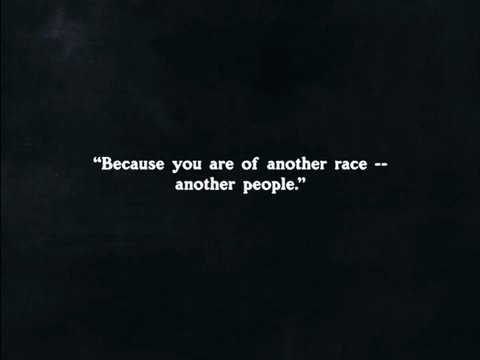 “Because you are of another race --
another people.”